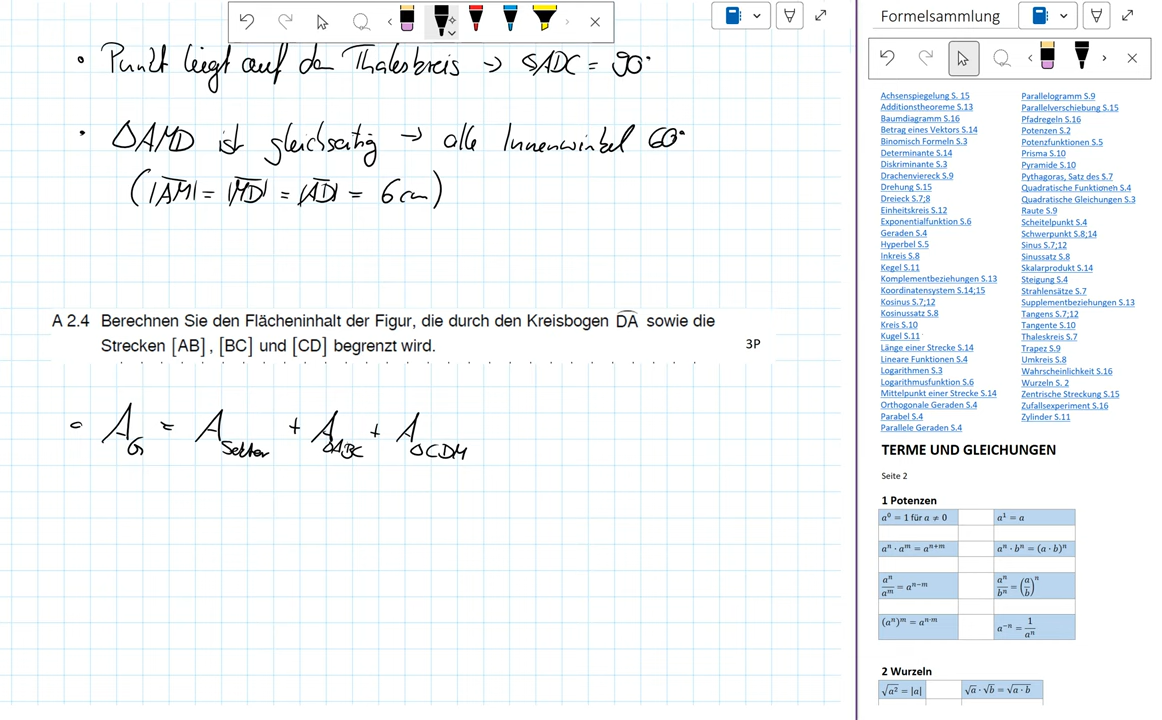 Formelsammlung
• Punkt liegt auf dem Thaleskreis → ∢ADC = 90°
• ΔAMD ist gleichseitig → alle Innenwinkel 60°
(|AM| = |MD| = |AD| = 6 cm)
A 2.4 Berechnen Sie den Flächeninhalt der Figur, die durch den Kreisbogen DA sowie die
Strecken [AB], [BC] und [CD] begrenzt wird.
3P
A_G = A_Sektor + A_ΔABC + A_ΔCDM
Achsenspiegelung S. 15
Additionstheoreme S.13
Baumdiagramm S.16
Betrag eines Vektors S.14
Binomisch Formeln S.3
Determinante S.14
Diskriminante S.3
Drachenviereck S.9
Drehung S.15
Dreieck S.7;8
Einheitskreis S.12
Exponentialfunktion S.6
Geraden S.4
Hyperbel S.5
Inkreis S.8
Kegel S.11
Komplementbeziehungen S.13
Koordinatensystem S.14;15
Kosinus S.7;12
Kosinussatz S.8
Kreis S.10
Kugel S.11
Länge einer Strecke S.14
Lineare Funktionen S.4
Logarithmen S.3
Logarithmusfunktion S.6
Mittelpunkt einer Strecke S.14
Orthogonale Geraden S.4
Parabel S.4
Parallele Geraden S.4
Parallelogramm S.9
Parallelverschiebung S.15
Pfadregeln S.16
Potenzen S.2
Potenzfunktionen S.5
Prisma S.10
Pyramide S.10
Pythagoras, Satz des S.7
Quadratische Funktionen S.4
Quadratische Gleichungen S.3
Raute S.9
Scheitelpunkt S.4
Schwerpunkt S.8;14
Sinus S.7;12
Sinussatz S.8
Skalarprodukt S.14
Steigung S.4
Strahlensätze S.7
Supplementbeziehungen S.13
Tangens S.7;12
Tangente S.10
Thaleskreis S.7
Trapez S.9
Umkreis S.8
Wahrscheinlichkeit S.16
Wurzeln S. 2
Zentrische Streckung S.15
Zufallsexperiment S.16
Zylinder S.11
TERME UND GLEICHUNGEN
Seite 2
1 Potenzen
a⁰ = 1 für a ≠ 0 a¹ = a
aⁿ · aᵐ = aⁿ⁺ᵐ aⁿ · bⁿ = (a · b)ⁿ
aⁿ/aᵐ = aⁿ⁻ᵐ aⁿ/bⁿ = (a/b)ⁿ
(aⁿ)ᵐ = aⁿ·ᵐ a⁻ⁿ = 1/aⁿ
2 Wurzeln
√a² = |a| √a · √b = √a · b